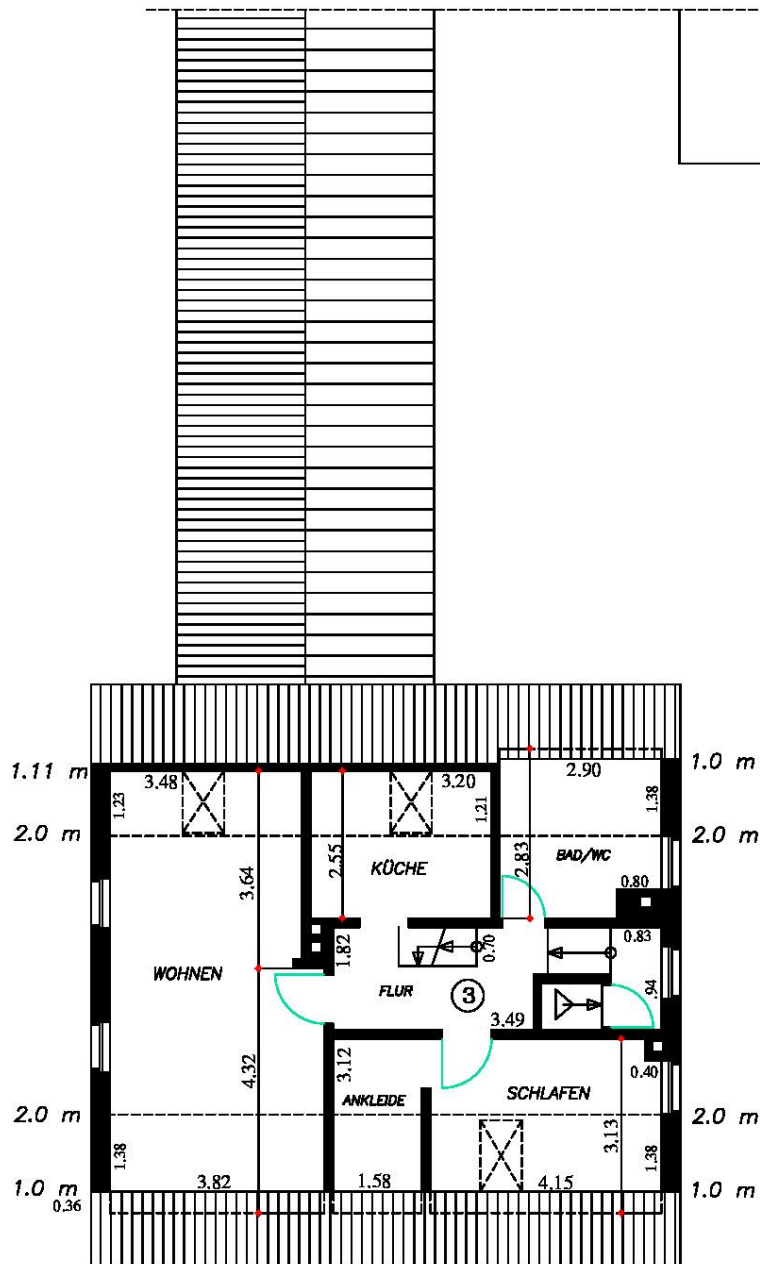 1.11 m
3.48
3.20
2.90
1.0 m
1.23
1.21
1.38
2.0 m
2.0 m
2.55
KÜCHE
2.83
BAD/WC
3.64
0.80
1.82
0.70
0.83
WOHNEN
FLUR
3
.94
3.49
4.32
3.12
0.40
ANKLEIDE
SCHLAFEN
2.0 m
3.13
2.0 m
1.38
1.38
1.0 m
3.82
1.58
4.15
1.0 m
0.36